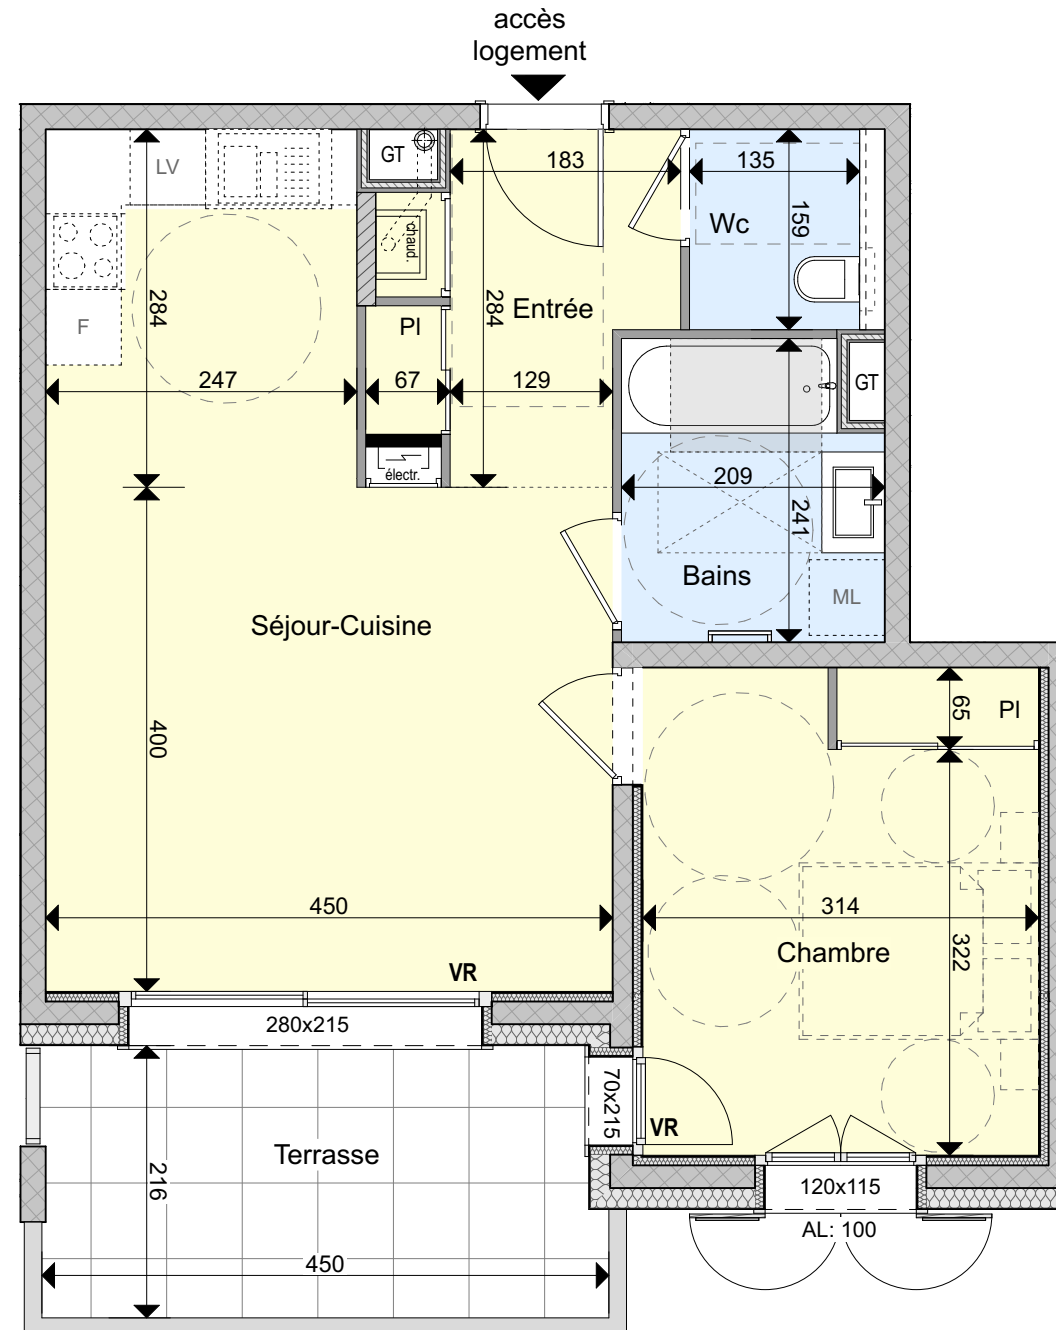 accès
logement
LV
GT
183
135
Wc
159
chaud.
284
284
Entrée
F
PI
GT
247
67
129
électr.
209
241
Bains
ML
Séjour-Cuisine
65
PI
400
450
314
322
Chambre
VR
280x215
70x215
VR
Terrasse
216
120x115
AL: 100
450